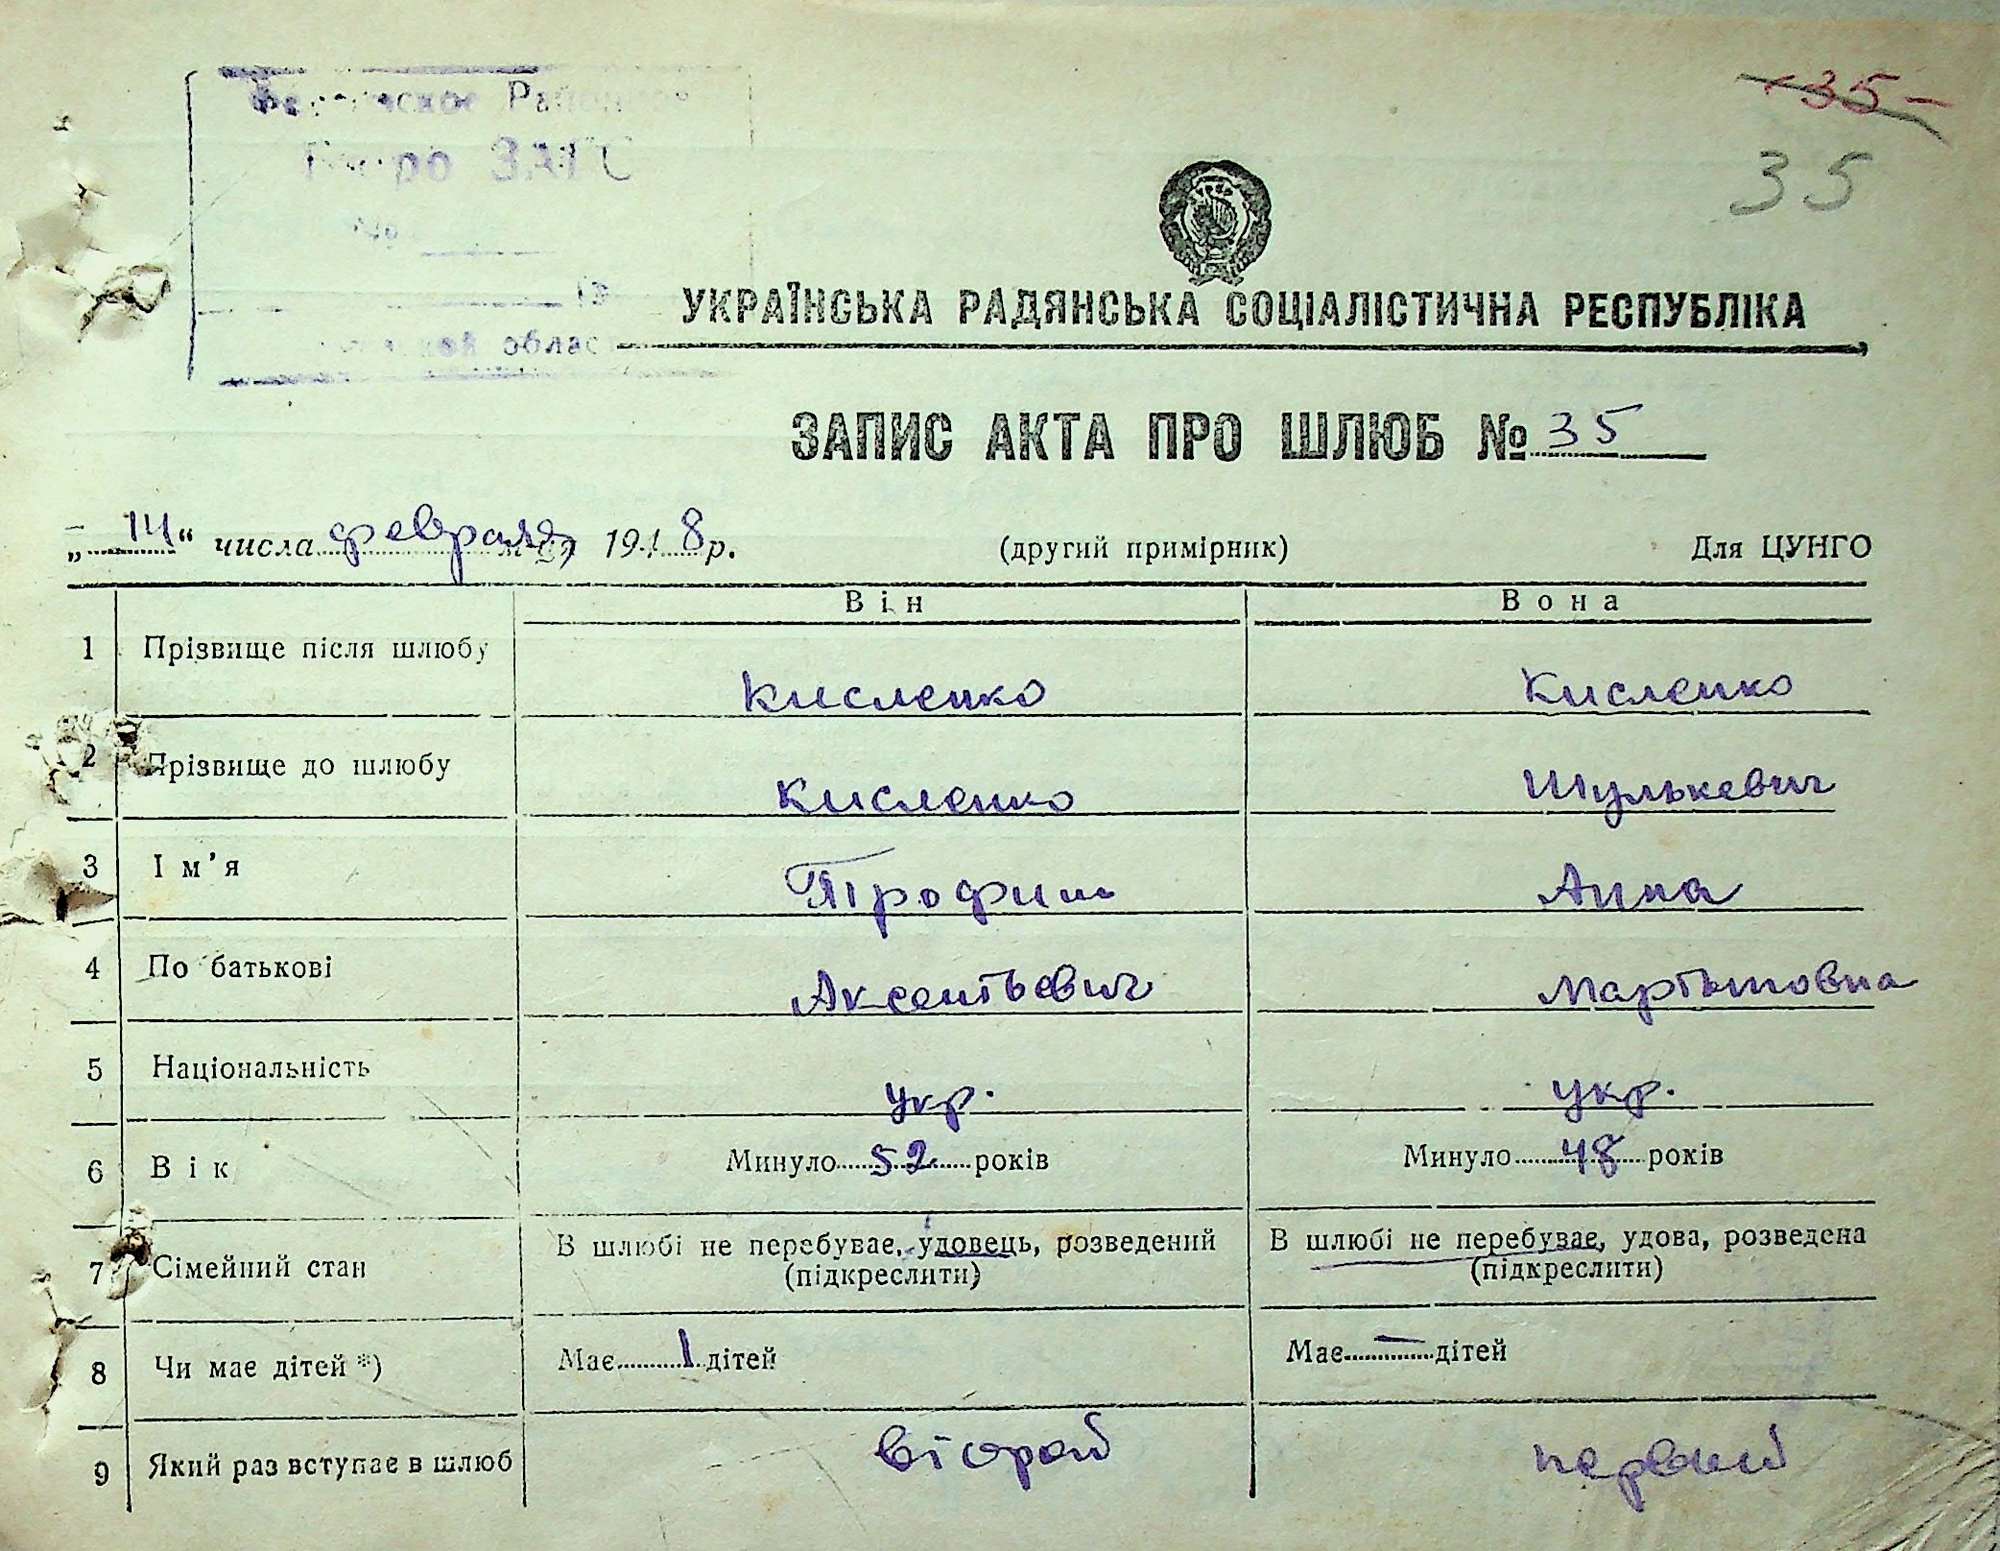 35
35
Бюро ЗАГС
УКРАЇНСЬКА РАДЯНСЬКА СОЦІАЛІСТИЧНА РЕСПУБЛІКА
ЗАПИС АКТА ПРО ШЛЮБ № 35
„14“ числа февраля м-ця 1948 р. (другий примірник) Для ЦУНГО
Він Вона
1 Прізвище після шлюбу Кисленко Кисленко
2 Прізвище до шлюбу Кисленко Шулькевич
3 Ім’я Трофим Анна
4 По батькові Аксентьевич Мартыновна
5 Національність укр. укр.
6 Вік Минуло 52 років Минуло 48 років
7 Сімейний стан В шлюбі не перебуває, удовець, розведений В шлюбі не перебуває, удова, розведена
(підкреслити) (підкреслити)
8 Чи має дітей *) Має 1 дітей Має — дітей
9 Який раз вступає в шлюб второй первый